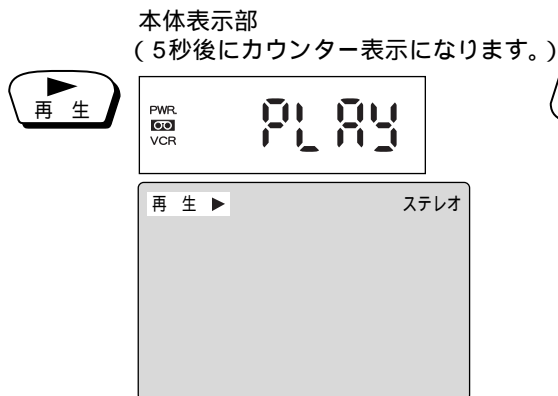 本体表示部
(5秒後にカウンター表示になります。)
再 生
PWR.
VCR
PLAY
再 生 ▶ ステレオ